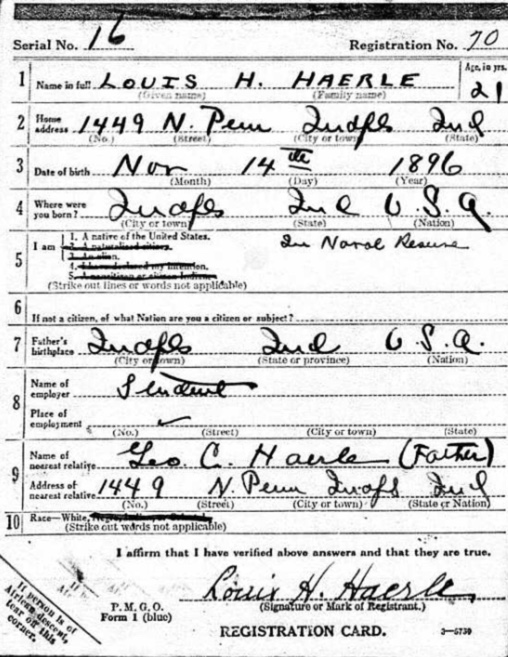 Serial No. 16 Registration No. 70
1 Name in full LOUIS H. HAERLE Age, in yrs. 21
(Given name) (Family name)
2 Home address 1449 N. Penn Indpls Ind
(No.) (Street) (City or town) (State)
3 Date of birth Nov 14th 1896
(Month) (Day) (Year)
4 Where were you born? Indpls Ind U.S.A.
(City or town) (State) (Nation)
5 I am
1. A native of the United States. In Naval Reserve
2. A naturalized citizen.
3. An alien.
4. I have declared my intention.
5. A noncitizen or citizen Indian.
(Strike out lines or words not applicable)
6
If not a citizen, of what Nation are you a citizen or subject?
7 Father's birthplace Indpls Ind U.S.A.
(City or town) (State or province) (Nation)
8 Name of employer Student
Place of employment
(No.) (Street) (City or town) (State)
9 Name of nearest relative Geo. C. Haerle (Father)
Address of nearest relative 1449 N. Penn Indpls Ind
(No.) (Street) (City or town) (State or Nation)
10 Race—White,
(Strike out words not applicable)
I affirm that I have verified above answers and that they are true.
If person is of African descent, tear off this corner.
Louis H. Haerle
P. M. G. O. (Signature or Mark of Registrant.)
Form 1 (blue)
REGISTRATION CARD. 3—5730